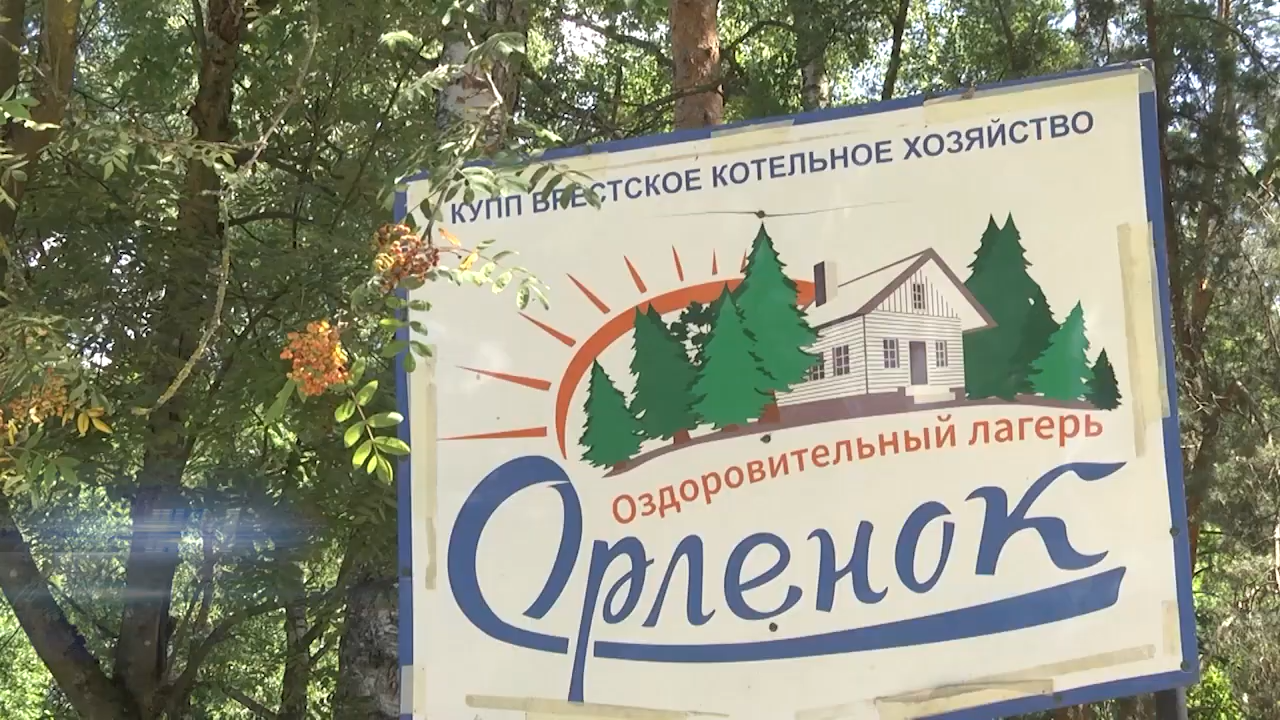 КУПП БРЕСТСКОЕ КОТЕЛЬНОЕ ХОЗЯЙСТВО
Оздоровительный лагерь
Орленок